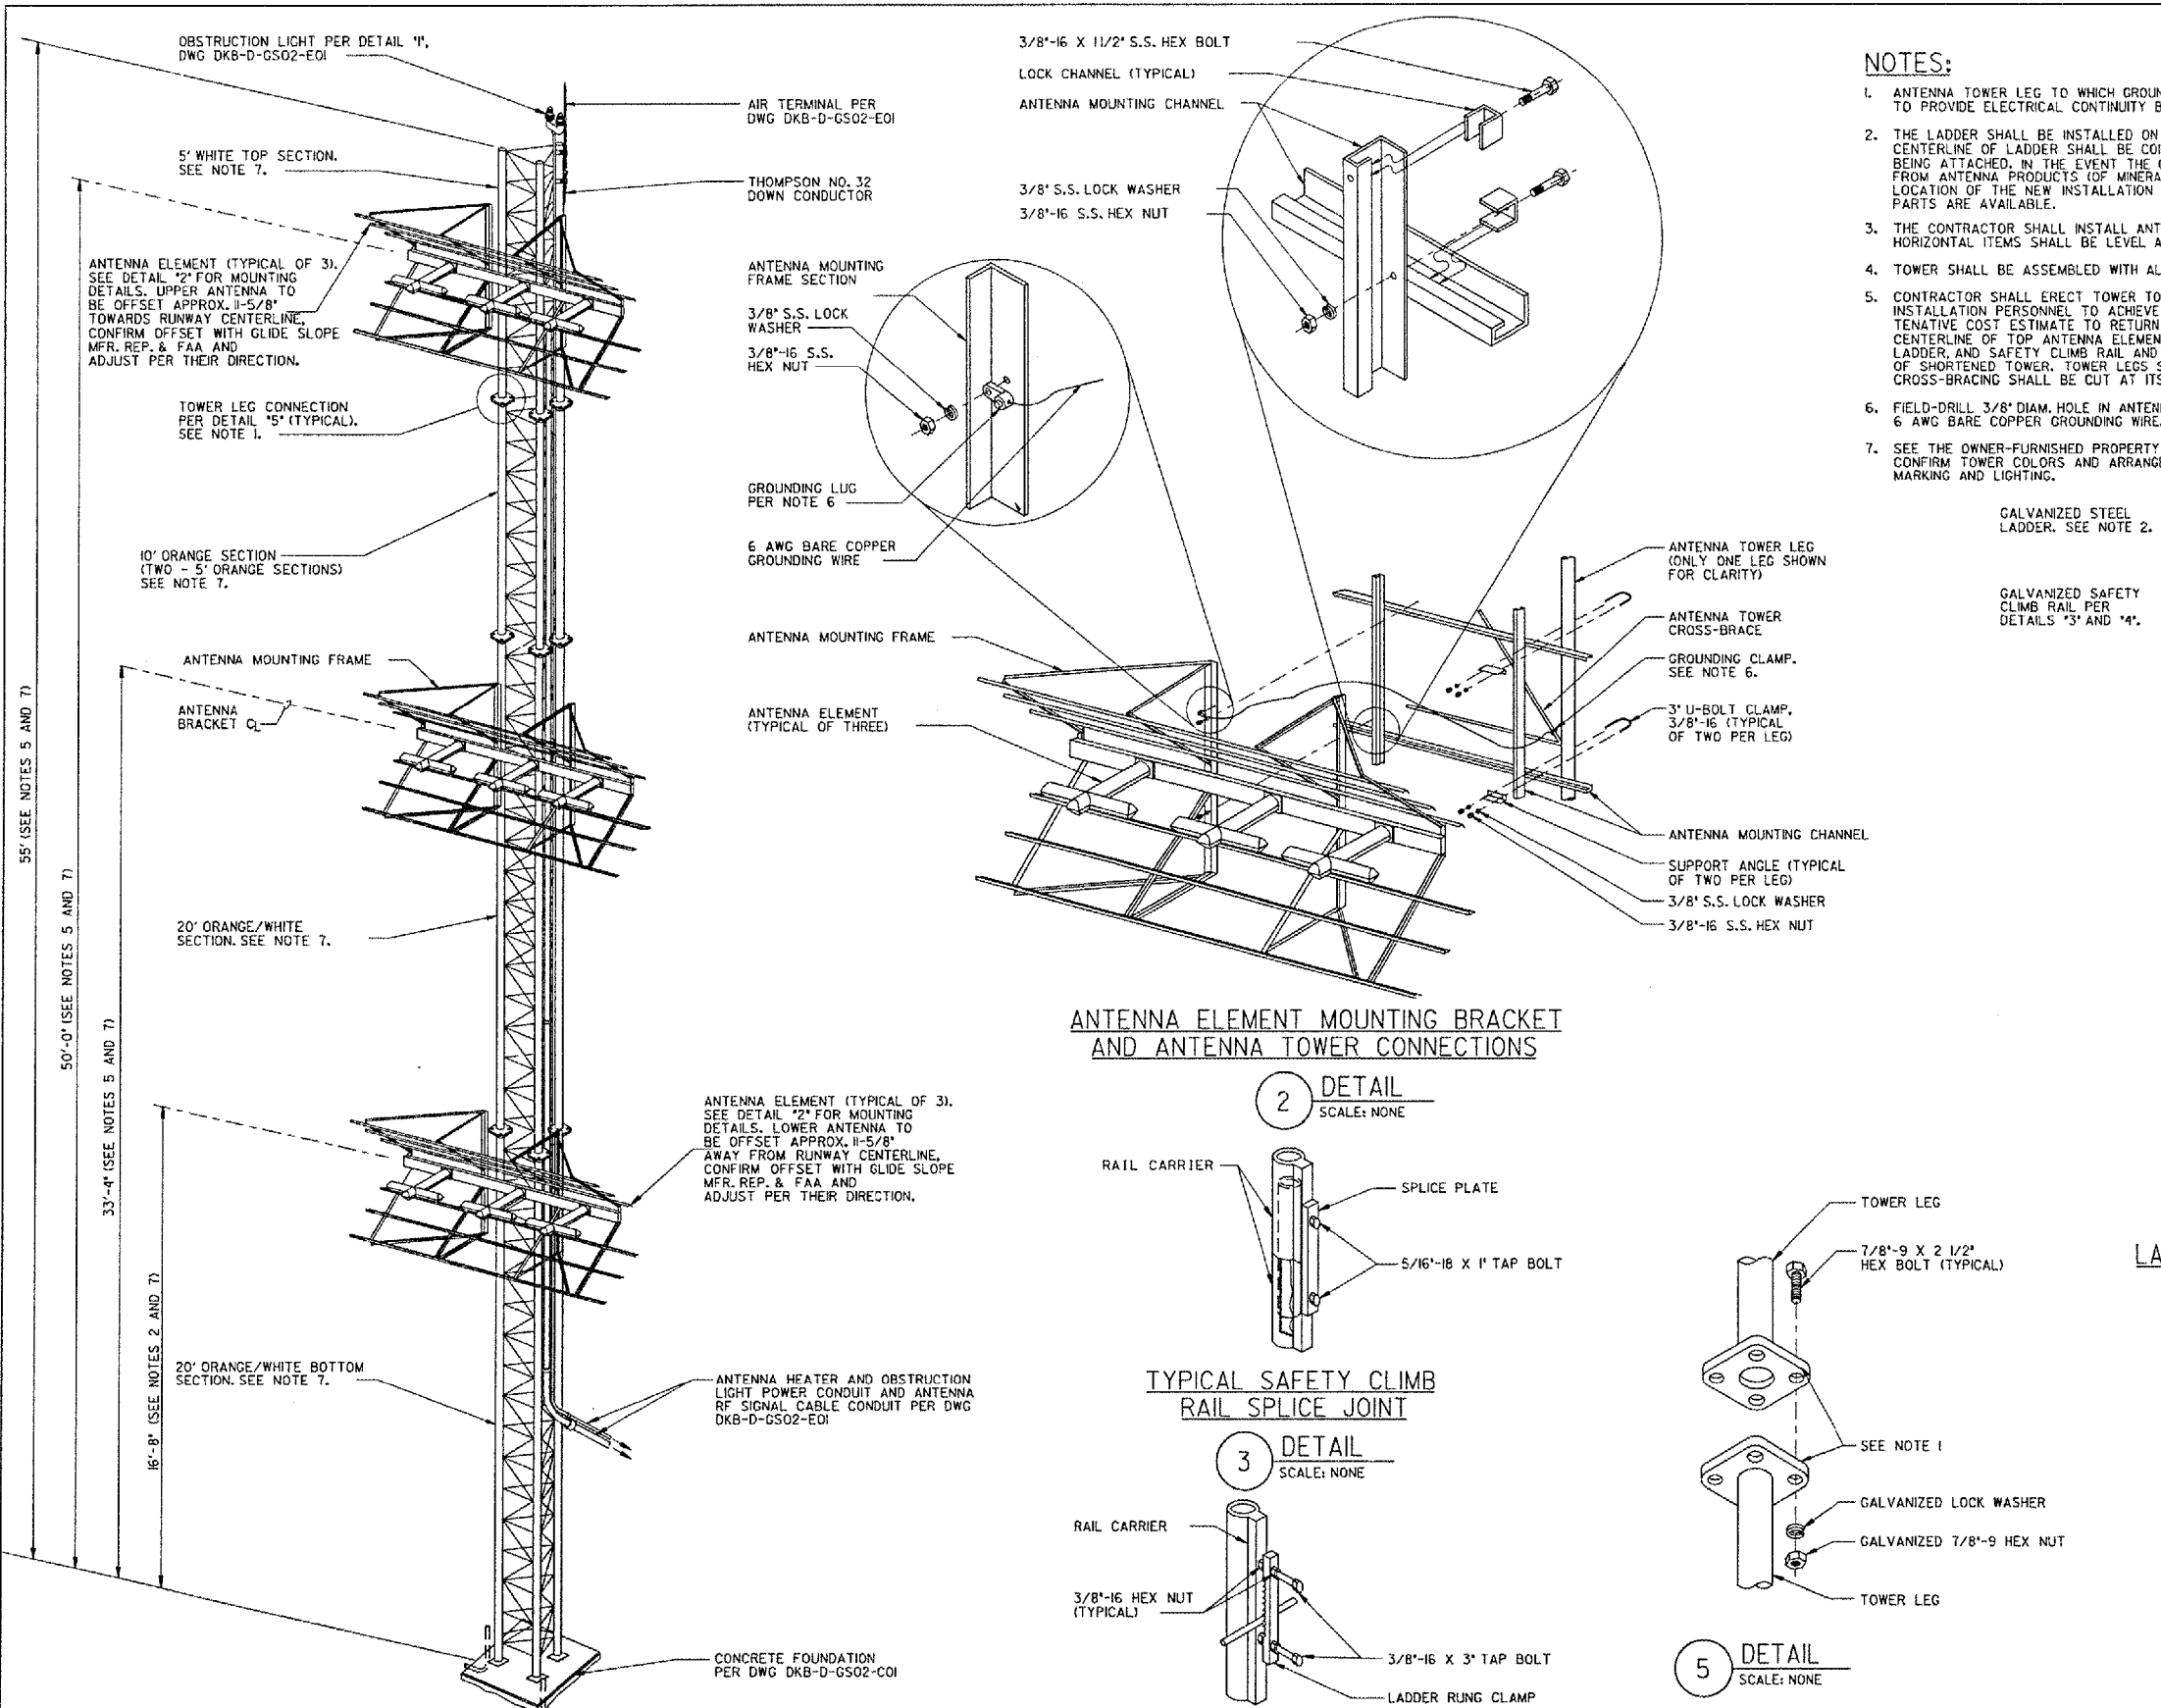 OBSTRUCTION LIGHT PER DETAIL "1",
DWG DKB-D-GS02-E01
AIR TERMINAL PER
DWG DKB-D-GS02-E01
5' WHITE TOP SECTION.
SEE NOTE 7.
THOMPSON NO. 32
DOWN CONDUCTOR
ANTENNA ELEMENT (TYPICAL OF 3).
SEE DETAIL "2" FOR MOUNTING
DETAILS. UPPER ANTENNA TO
BE OFFSET APPROX. 11-5/8"
TOWARDS RUNWAY CENTERLINE,
CONFIRM OFFSET WITH GLIDE SLOPE
MFR. REP. & FAA AND
ADJUST PER THEIR DIRECTION.
TOWER LEG CONNECTION
PER DETAIL "5" (TYPICAL).
SEE NOTE 1.
10' ORANGE SECTION
(TWO - 5' ORANGE SECTIONS)
SEE NOTE 7.
ANTENNA MOUNTING FRAME
ANTENNA
BRACKET CL
20' ORANGE/WHITE
SECTION. SEE NOTE 7.
55' (SEE NOTES 5 AND 7)
50'-0" (SEE NOTES 5 AND 7)
33'-4" (SEE NOTES 5 AND 7)
16'-8" (SEE NOTES 2 AND 7)
ANTENNA ELEMENT (TYPICAL OF 3).
SEE DETAIL "2" FOR MOUNTING
DETAILS. LOWER ANTENNA TO
BE OFFSET APPROX. 11-5/8"
AWAY FROM RUNWAY CENTERLINE,
CONFIRM OFFSET WITH GLIDE SLOPE
MFR. REP. & FAA AND
ADJUST PER THEIR DIRECTION.
20' ORANGE/WHITE BOTTOM
SECTION. SEE NOTE 7.
ANTENNA HEATER AND OBSTRUCTION
LIGHT POWER CONDUIT AND ANTENNA
RF SIGNAL CABLE CONDUIT PER DWG
DKB-D-GS02-E01
CONCRETE FOUNDATION
PER DWG DKB-D-GS02-C01
3/8"-16 X 1 1/2" S.S. HEX BOLT
LOCK CHANNEL (TYPICAL)
ANTENNA MOUNTING CHANNEL
3/8" S.S. LOCK WASHER
3/8"-16 S.S. HEX NUT
ANTENNA MOUNTING
FRAME SECTION
3/8" S.S. LOCK
WASHER
3/8"-16 S.S.
HEX NUT
GROUNDING LUG
PER NOTE 6
6 AWG BARE COPPER
GROUNDING WIRE
ANTENNA MOUNTING FRAME
ANTENNA ELEMENT
(TYPICAL OF THREE)
ANTENNA TOWER LEG
(ONLY ONE LEG SHOWN
FOR CLARITY)
ANTENNA TOWER
CROSS-BRACE
GROUNDING CLAMP.
SEE NOTE 6.
3" U-BOLT CLAMP,
3/8"-16 (TYPICAL
OF TWO PER LEG)
ANTENNA MOUNTING CHANNEL
SUPPORT ANGLE (TYPICAL
OF TWO PER LEG)
3/8" S.S. LOCK WASHER
3/8"-16 S.S. HEX NUT
ANTENNA ELEMENT MOUNTING BRACKET
AND ANTENNA TOWER CONNECTIONS
2 DETAIL
SCALE: NONE
RAIL CARRIER
SPLICE PLATE
5/16"-18 X 1" TAP BOLT
TYPICAL SAFETY CLIMB
RAIL SPLICE JOINT
3 DETAIL
SCALE: NONE
RAIL CARRIER
3/8"-16 HEX NUT
(TYPICAL)
3/8"-16 X 3" TAP BOLT
LADDER RUNG CLAMP
NOTES:
1. ANTENNA TOWER LEG TO WHICH GROUN
TO PROVIDE ELECTRICAL CONTINUITY B
2. THE LADDER SHALL BE INSTALLED ON
CENTERLINE OF LADDER SHALL BE CO
BEING ATTACHED. IN THE EVENT THE
FROM ANTENNA PRODUCTS (OF MINERA
LOCATION OF THE NEW INSTALLATION
PARTS ARE AVAILABLE.
3. THE CONTRACTOR SHALL INSTALL ANT
HORIZONTAL ITEMS SHALL BE LEVEL A
4. TOWER SHALL BE ASSEMBLED WITH AL
5. CONTRACTOR SHALL ERECT TOWER TO
INSTALLATION PERSONNEL TO ACHIEVE
TENATIVE COST ESTIMATE TO RETURN
CENTERLINE OF TOP ANTENNA ELEMEN
LADDER, AND SAFETY CLIMB RAIL AND
OF SHORTENED TOWER. TOWER LEGS S
CROSS-BRACING SHALL BE CUT AT ITS
6. FIELD-DRILL 3/8" DIAM. HOLE IN ANTEN
6 AWG BARE COPPER GROUNDING WIRE.
7. SEE THE OWNER-FURNISHED PROPERTY
CONFIRM TOWER COLORS AND ARRANG
MARKING AND LIGHTING.
GALVANIZED STEEL
LADDER. SEE NOTE 2.
GALVANIZED SAFETY
CLIMB RAIL PER
DETAILS "3" AND "4".
TOWER LEG
7/8"-9 X 2 1/2"
HEX BOLT (TYPICAL)
LA
SEE NOTE 1
GALVANIZED LOCK WASHER
GALVANIZED 7/8"-9 HEX NUT
TOWER LEG
5 DETAIL
SCALE: NONE